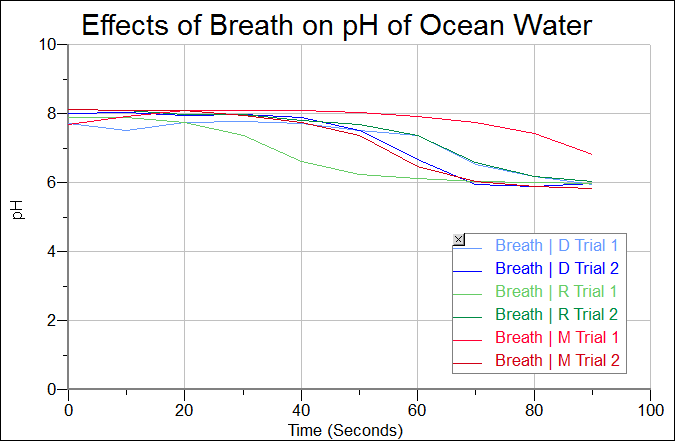 Effects of Breath on pH of Ocean Water
10
8
6
4
2
0
pH
Breath | D Trial 1
Breath | D Trial 2
Breath | R Trial 1
Breath | R Trial 2
Breath | M Trial 1
Breath | M Trial 2
0 20 40 60 80 100
Time (Seconds)